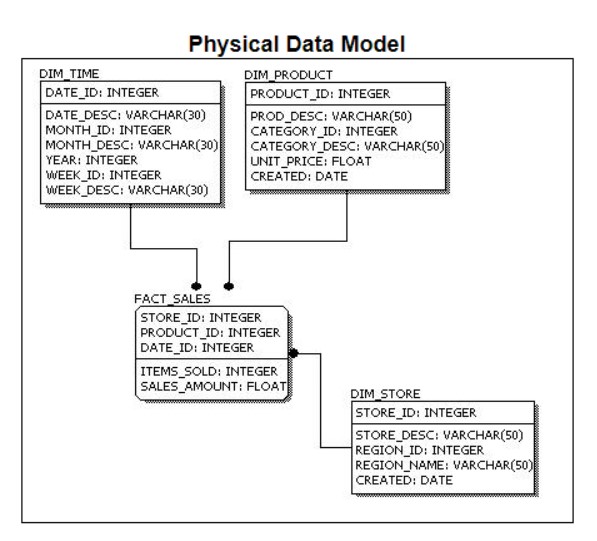 Physical Data Model
DIM_TIME
DATE_ID: INTEGER
DATE_DESC: VARCHAR(30)
MONTH_ID: INTEGER
MONTH_DESC: VARCHAR(30)
YEAR: INTEGER
WEEK_ID: INTEGER
WEEK_DESC: VARCHAR(30)
DIM_PRODUCT
PRODUCT_ID: INTEGER
PROD_DESC: VARCHAR(50)
CATEGORY_ID: INTEGER
CATEGORY_DESC: VARCHAR(50)
UNIT_PRICE: FLOAT
CREATED: DATE
FACT_SALES
STORE_ID: INTEGER
PRODUCT_ID: INTEGER
DATE_ID: INTEGER
ITEMS_SOLD: INTEGER
SALES_AMOUNT: FLOAT
DIM_STORE
STORE_ID: INTEGER
STORE_DESC: VARCHAR(50)
REGION_ID: INTEGER
REGION_NAME: VARCHAR(50)
CREATED: DATE